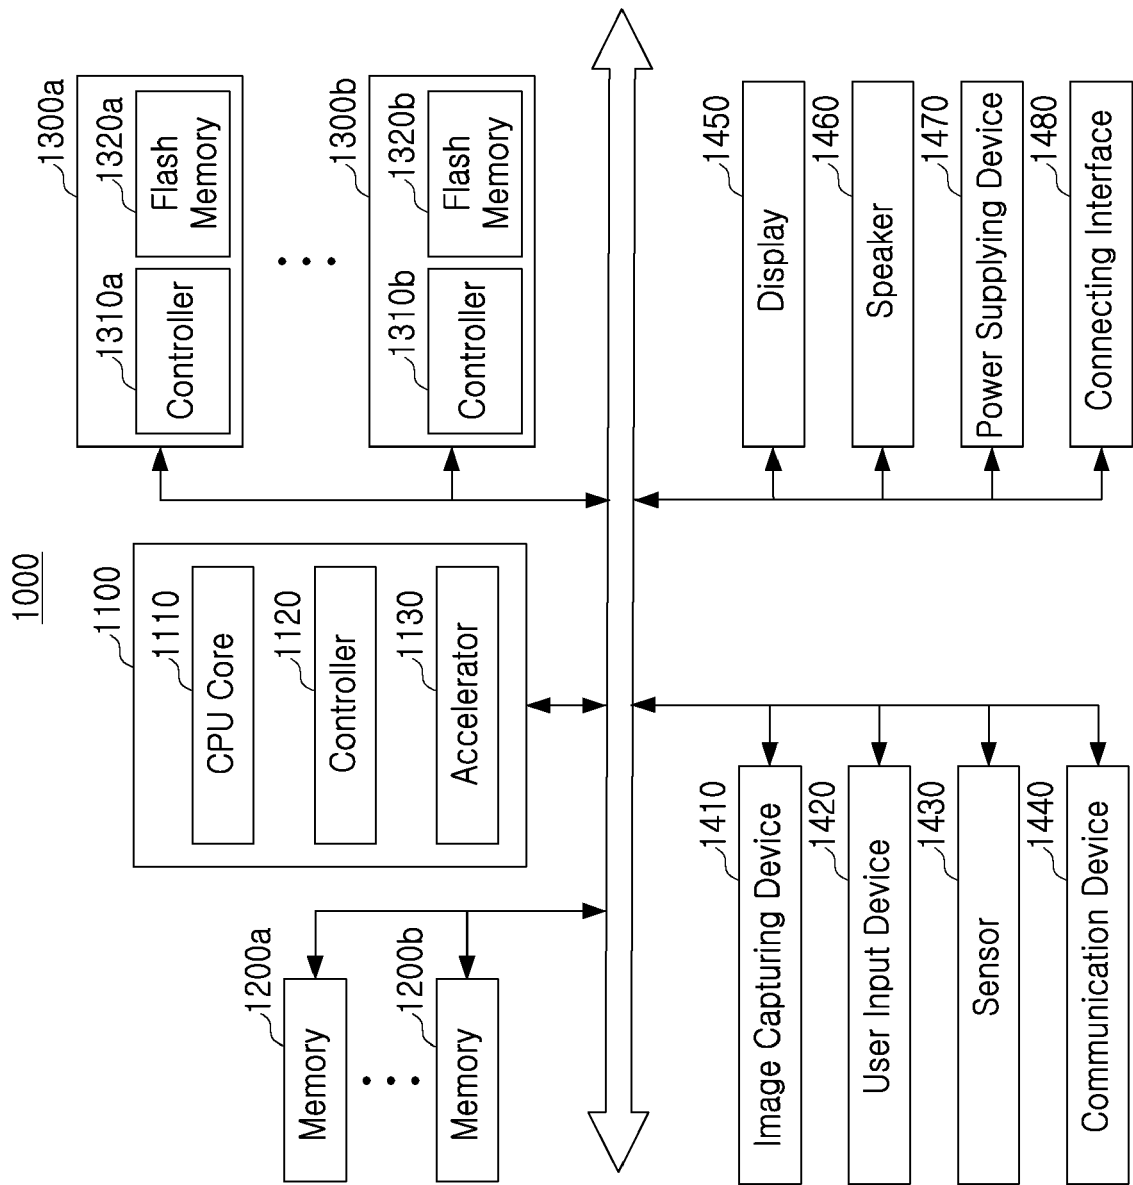 1000
1100
1110
CPU Core
1120
Controller
1130
Accelerator
1200a
Memory
1200b
Memory
1300a
1310a
Controller
1320a
Flash
Memory
1300b
1310b
Controller
1320b
Flash
Memory
1410
Image Capturing Device
1420
User Input Device
1430
Sensor
1440
Communication Device
1450
Display
1460
Speaker
1470
Power Supplying Device
1480
Connecting Interface